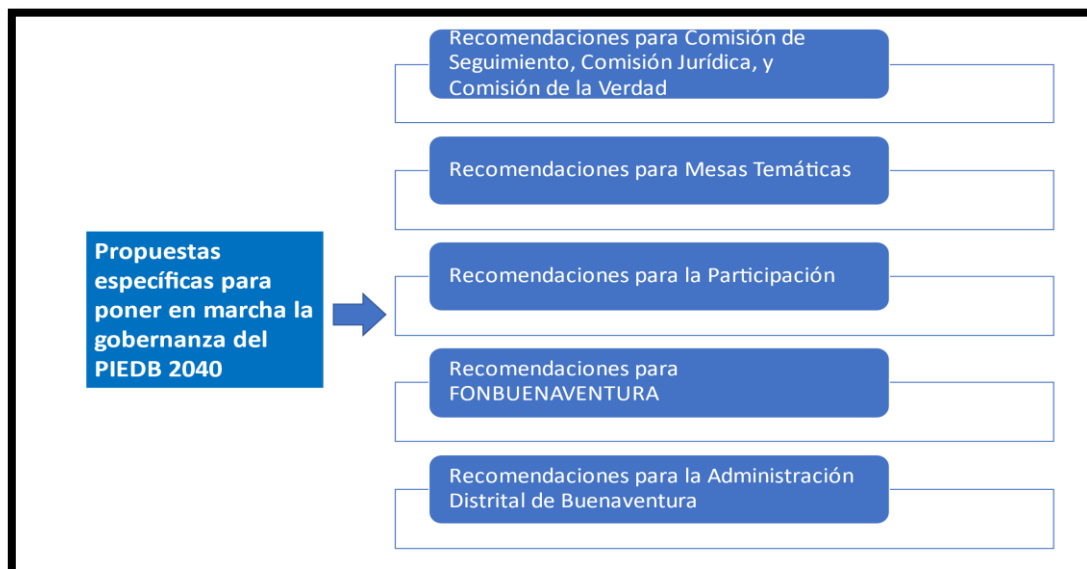 Propuestas
específicas para
poner en marcha la
gobernanza del
PIEDB 2040
Recomendaciones para Comisión de
Seguimiento, Comisión Jurídica, y
Comisión de la Verdad
Recomendaciones para Mesas Temáticas
Recomendaciones para la Participación
Recomendaciones para
FONBUENAVENTURA
Recomendaciones para la Administración
Distrital de Buenaventura